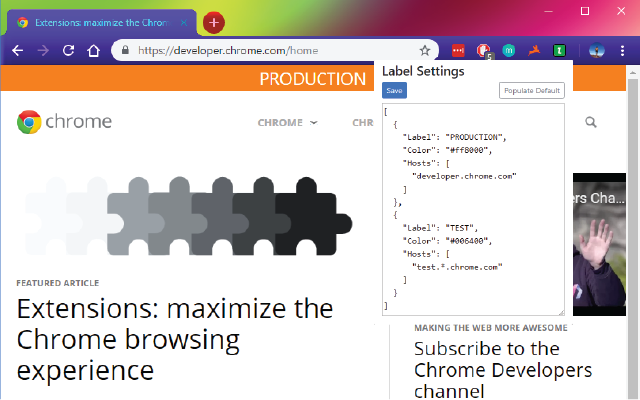 Extensions: maximize the Chrom
https://developer.chrome.com/home
5
PRODUCTION
Label Settings
Save
Populate Default
[
{
"Label": "PRODUCTION",
"Color": "#ff8000",
"Hosts": [
"developer.chrome.com"
]
},
{
"Label": "TEST",
"Color": "#006400",
"Hosts": [
"test.*.chrome.com"
]
}
]
chrome
CHROME
CHR
ers Cha...
FEATURED ARTICLE
Extensions: maximize the
Chrome browsing
experience
MAKING THE WEB MORE AWESOME
Subscribe to the
Chrome Developers
channel